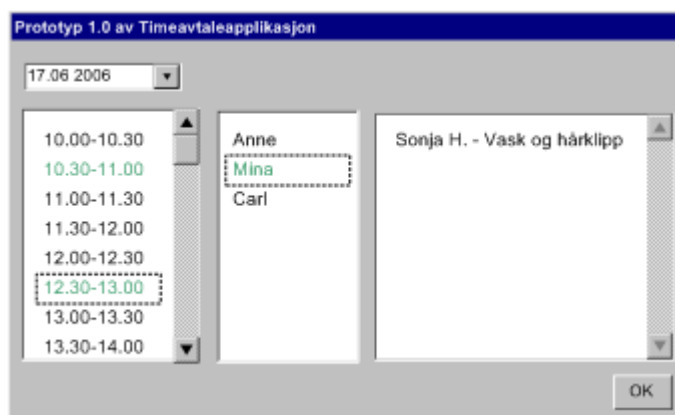 Prototyp 1.0 av Timeavtaleapplikasjon
17.06 2006
10.00-10.30
10.30-11.00
11.00-11.30
11.30-12.00
12.00-12.30
12.30-13.00
13.00-13.30
13.30-14.00
Anne
Mina
Carl
Sonja H. - Vask og hårklipp
OK